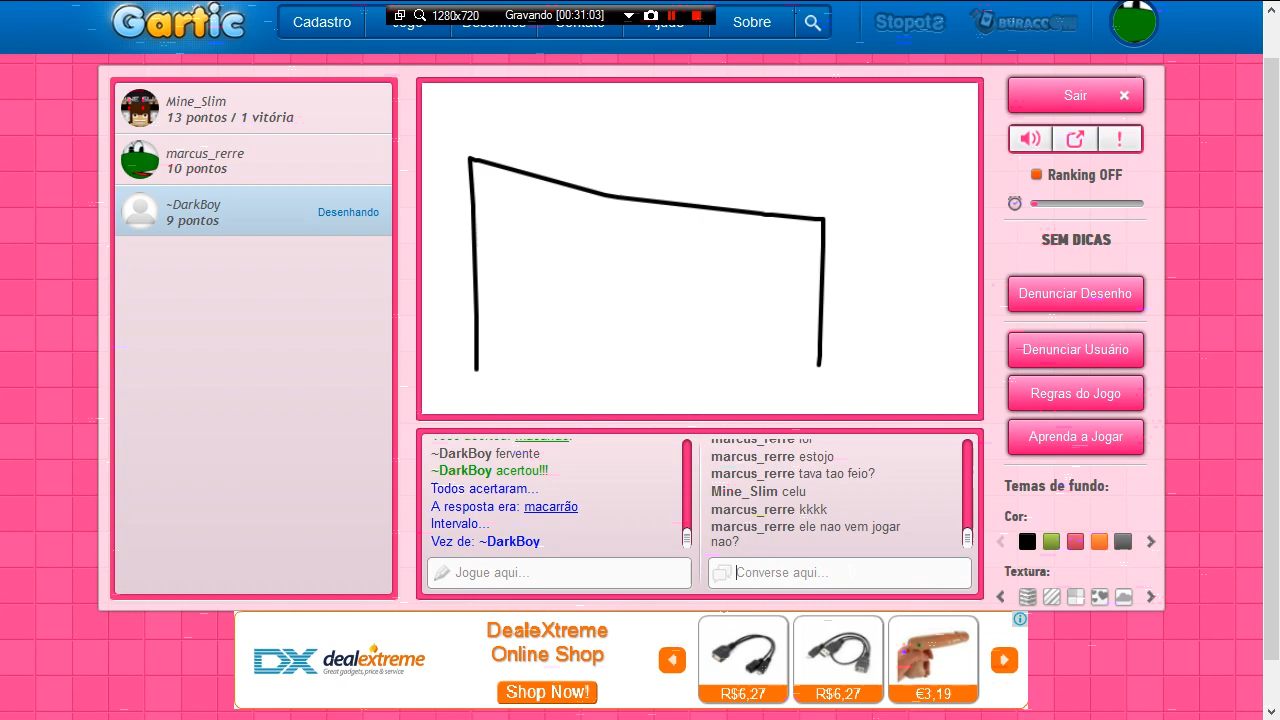 Gartic
Cadastro
1280x720
Gravando [00:31:03]
Sobre
StopotS
BURACO
Mine_Slim
13 pontos / 1 vitória
marcus_rerre
10 pontos
~DarkBoy
9 pontos
Desenhando
Sair
Ranking OFF
SEM DICAS
Denunciar Desenho
Denunciar Usuário
Regras do Jogo
Aprenda a Jogar
Temas de fundo:
Cor:
Textura:
~DarkBoy fervente
~DarkBoy acertou!!!
Todos acertaram...
A resposta era: macarrão
Intervalo...
Vez de: ~DarkBoy
Jogue aqui...
marcus_rerre foi
marcus_rerre estojo
marcus_rerre tava tao feio?
Mine_Slim celu
marcus_rerre kkkk
marcus_rerre ele nao vem jogar
nao?
Converse aqui...
DX dealextreme
Great gadgets, price & service
DealeXtreme
Online Shop
Shop Now!
R$6,27
R$6,27
€3,19